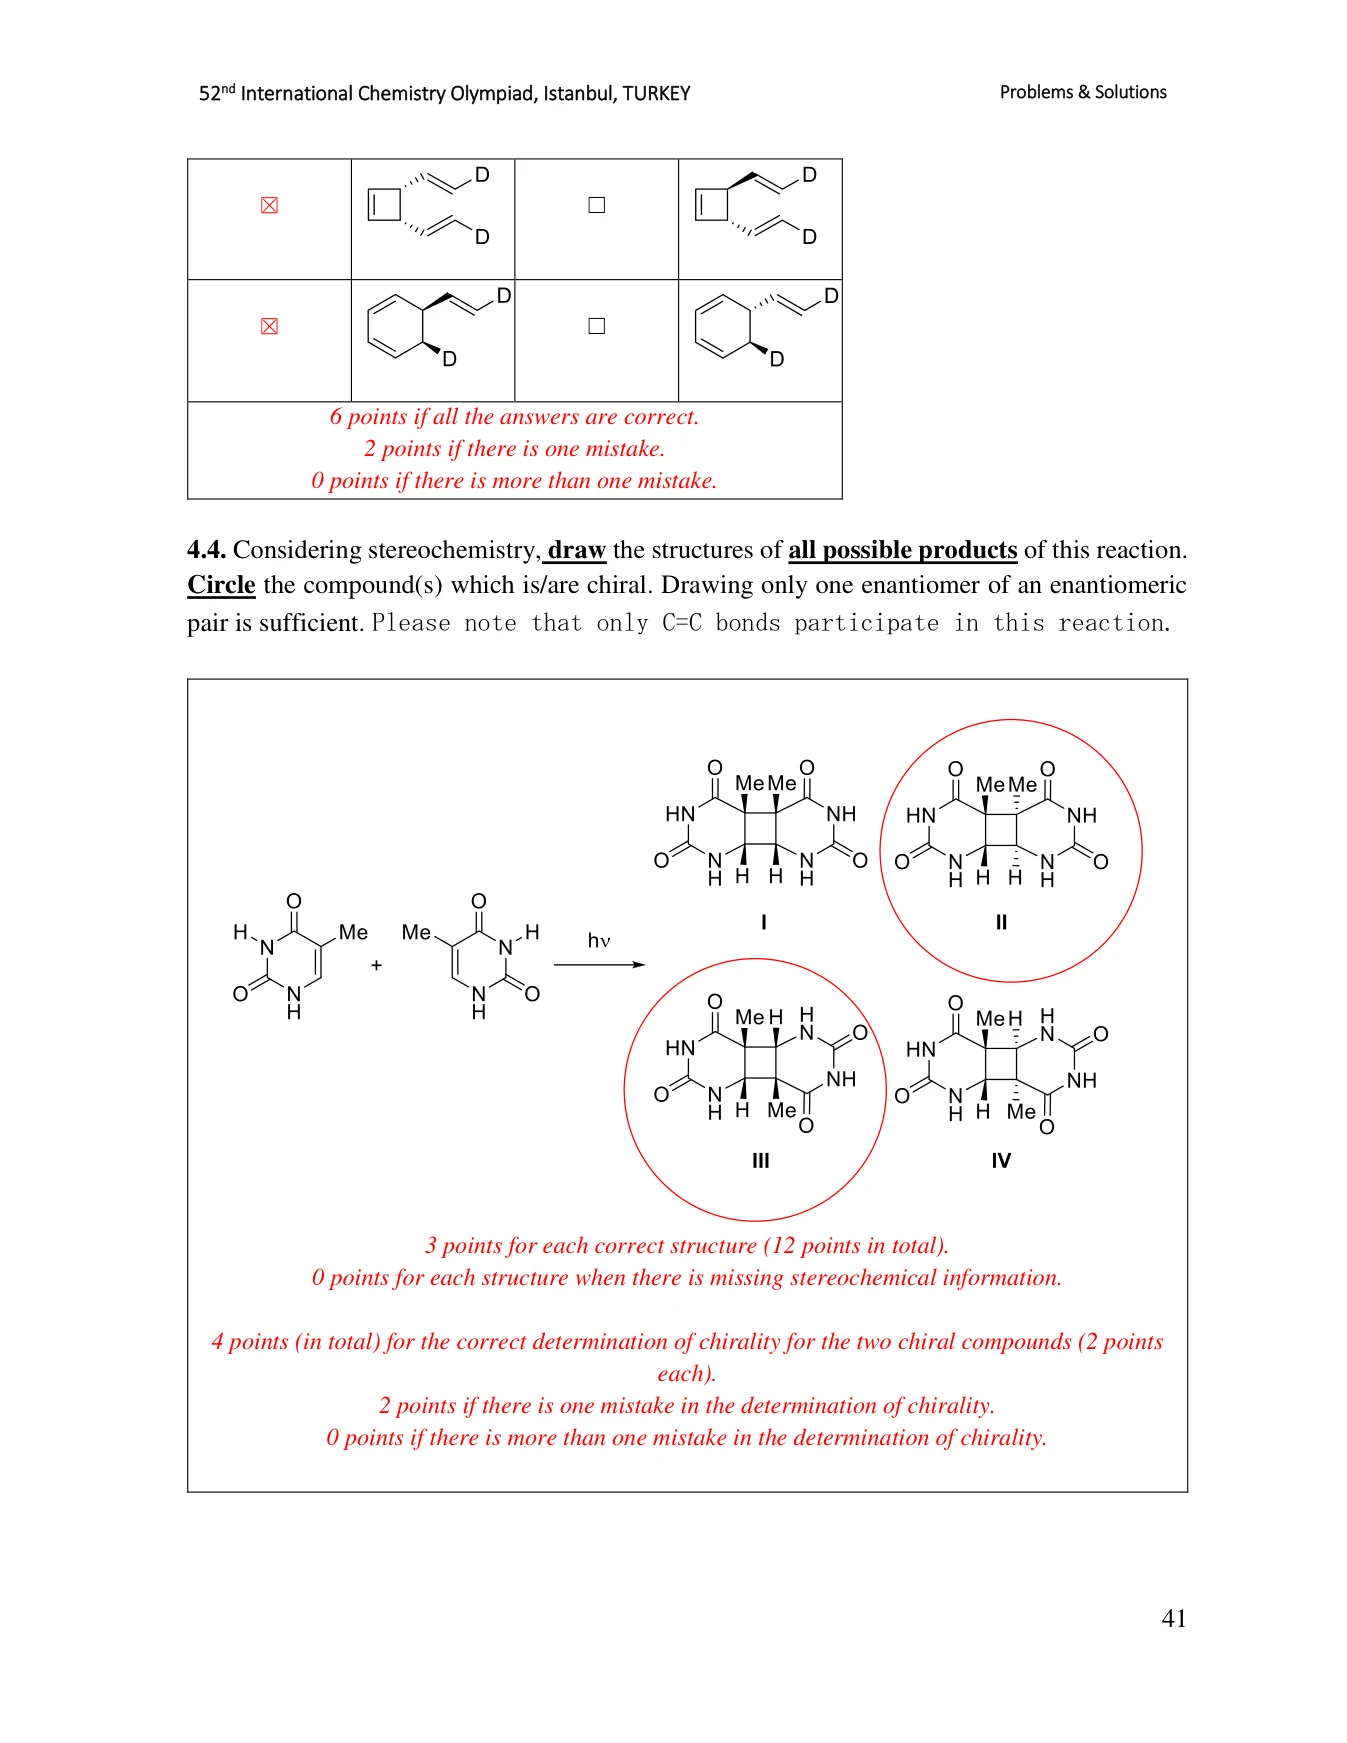 52nd International Chemistry Olympiad, Istanbul, TURKEY Problems & Solutions
☒ D D ☐ D D
☒ D D ☐ D D
6 points if all the answers are correct.
2 points if there is one mistake.
0 points if there is more than one mistake.
4.4. Considering stereochemistry, draw the structures of all possible products of this reaction.
Circle the compound(s) which is/are chiral. Drawing only one enantiomer of an enantiomeric
pair is sufficient. Please note that only C=C bonds participate in this reaction.
O Me Me O
HN NH
O N H H N O
H H
I
O Me Me O
HN NH
O N H H N O
H H
II
O
H N Me
O N
H
+
O
Me N H
N O
H
hν
O Me H H
N O
HN NH
O N H Me O
H
III
O Me H H
N O
HN NH
O N H Me O
H
IV
3 points for each correct structure (12 points in total).
0 points for each structure when there is missing stereochemical information.
4 points (in total) for the correct determination of chirality for the two chiral compounds (2 points
each).
2 points if there is one mistake in the determination of chirality.
0 points if there is more than one mistake in the determination of chirality.
41